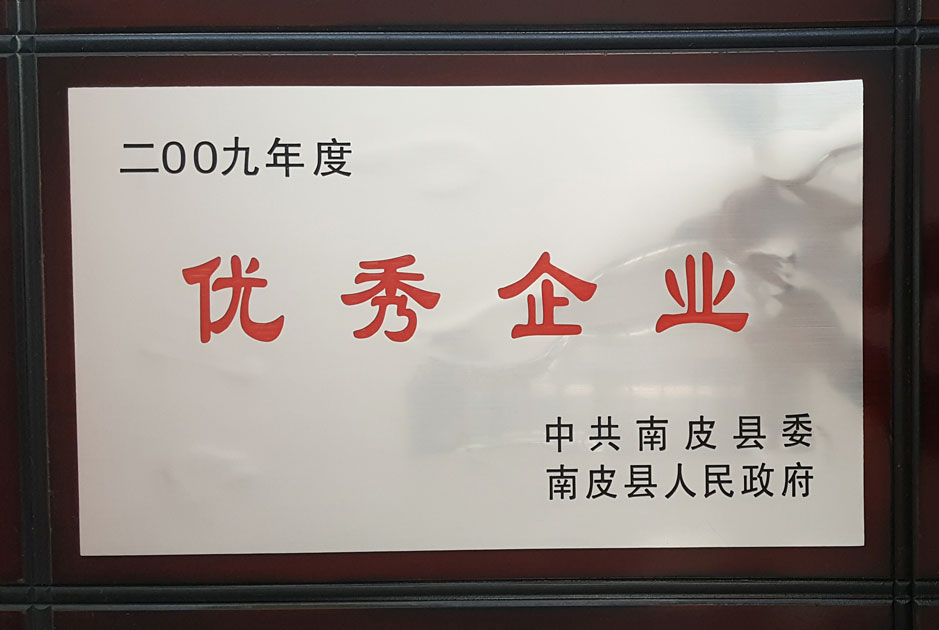 二00九年度
优秀企业
中共南皮县委
南皮县人民政府